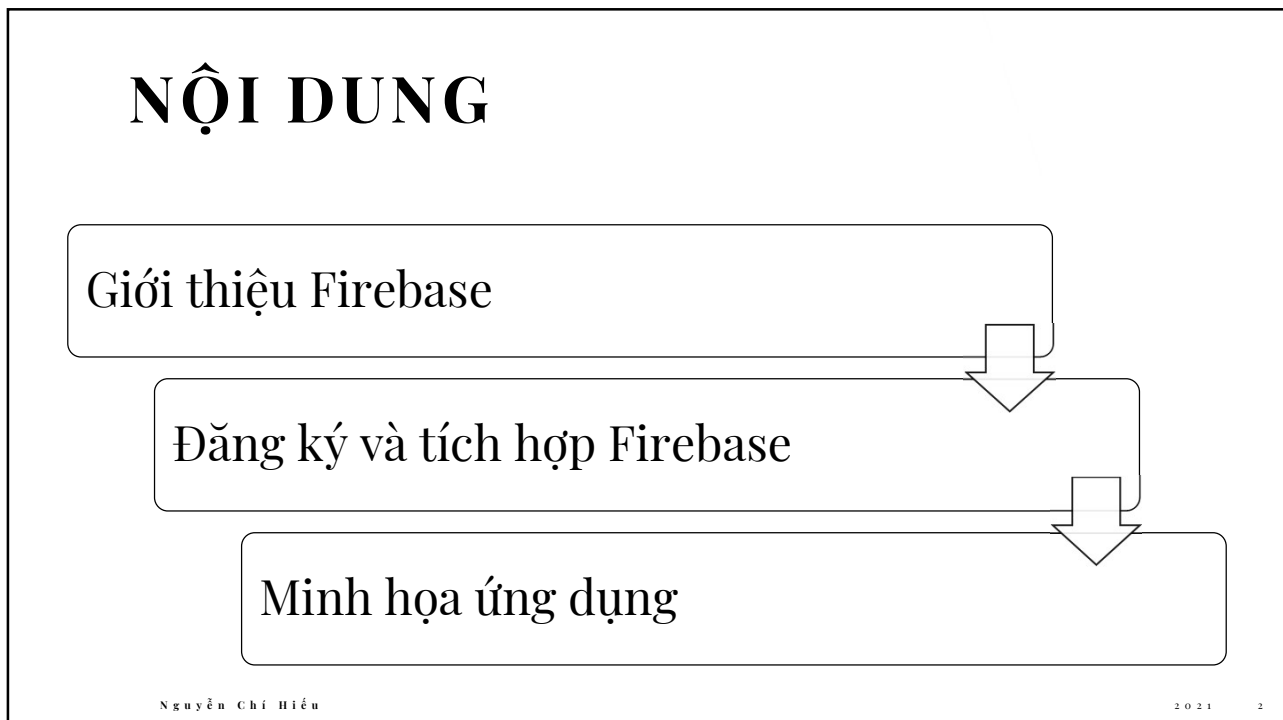 NỘI DUNG
Giới thiệu Firebase
Đăng ký và tích hợp Firebase
Minh họa ứng dụng
Nguyễn Chí Hiếu
2021 2